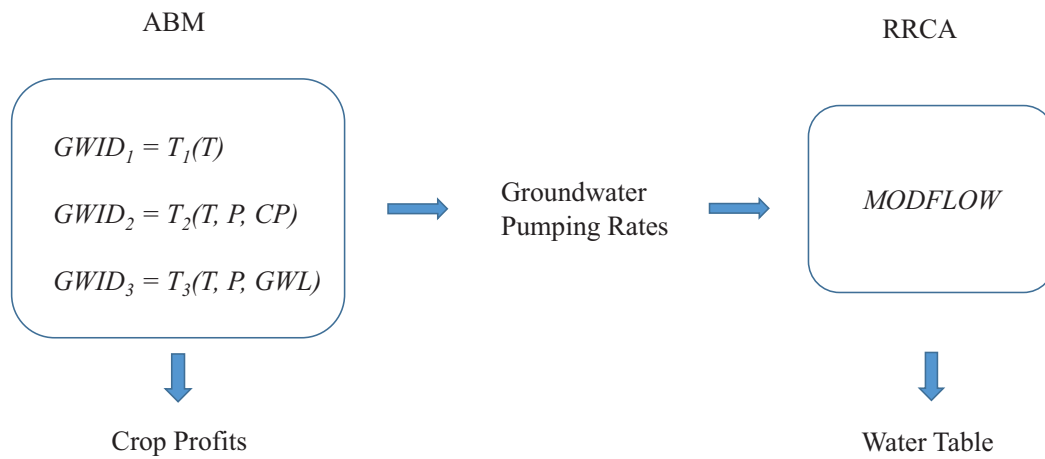 ABM
RRCA
GWID₁ = T₁(T)
GWID₂ = T₂(T, P, CP)
GWID₃ = T₃(T, P, GWL)
Groundwater
Pumping Rates
MODFLOW
Crop Profits
Water Table